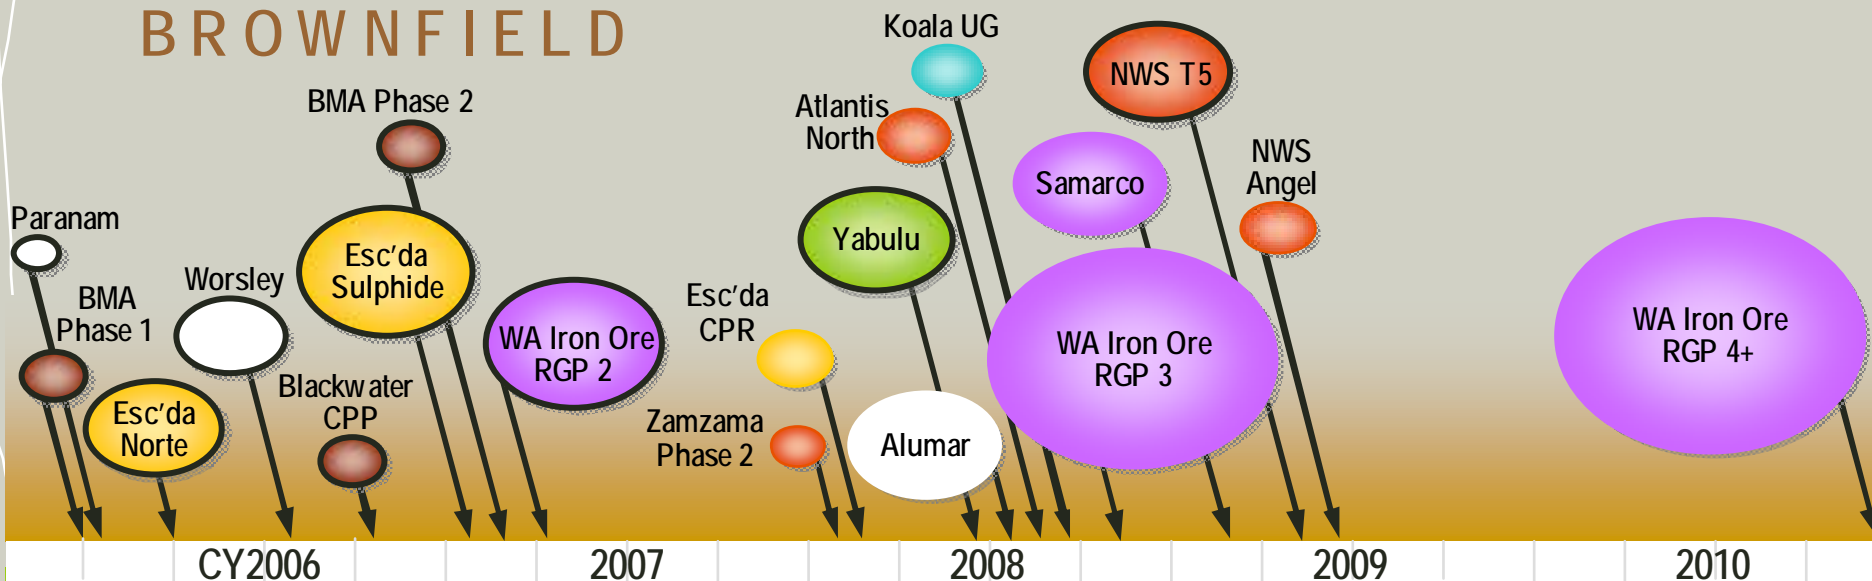 BROWNFIELD
Koala UG
NWS T5
BMA Phase 2
Atlantis
North
NWS
Angel
Samarco
Paranam
Yabulu
Esc'da
Sulphide
Worsley
BMA
Phase 1
Esc'da
CPR
WA Iron Ore
RGP 2
WA Iron Ore
RGP 3
WA Iron Ore
RGP 4+
Blackwater
CPP
Esc'da
Norte
Zamzama
Phase 2
Alumar
CY2006
2007
2008
2009
2010